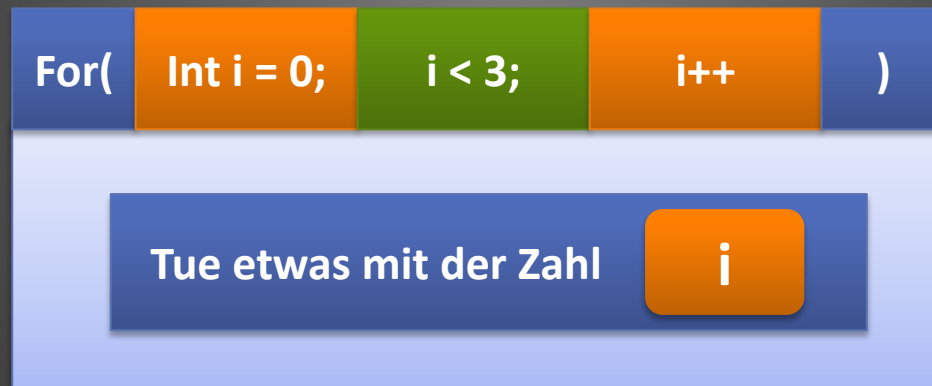 For( Int i = 0; i < 3; i++ )
Tue etwas mit der Zahl i